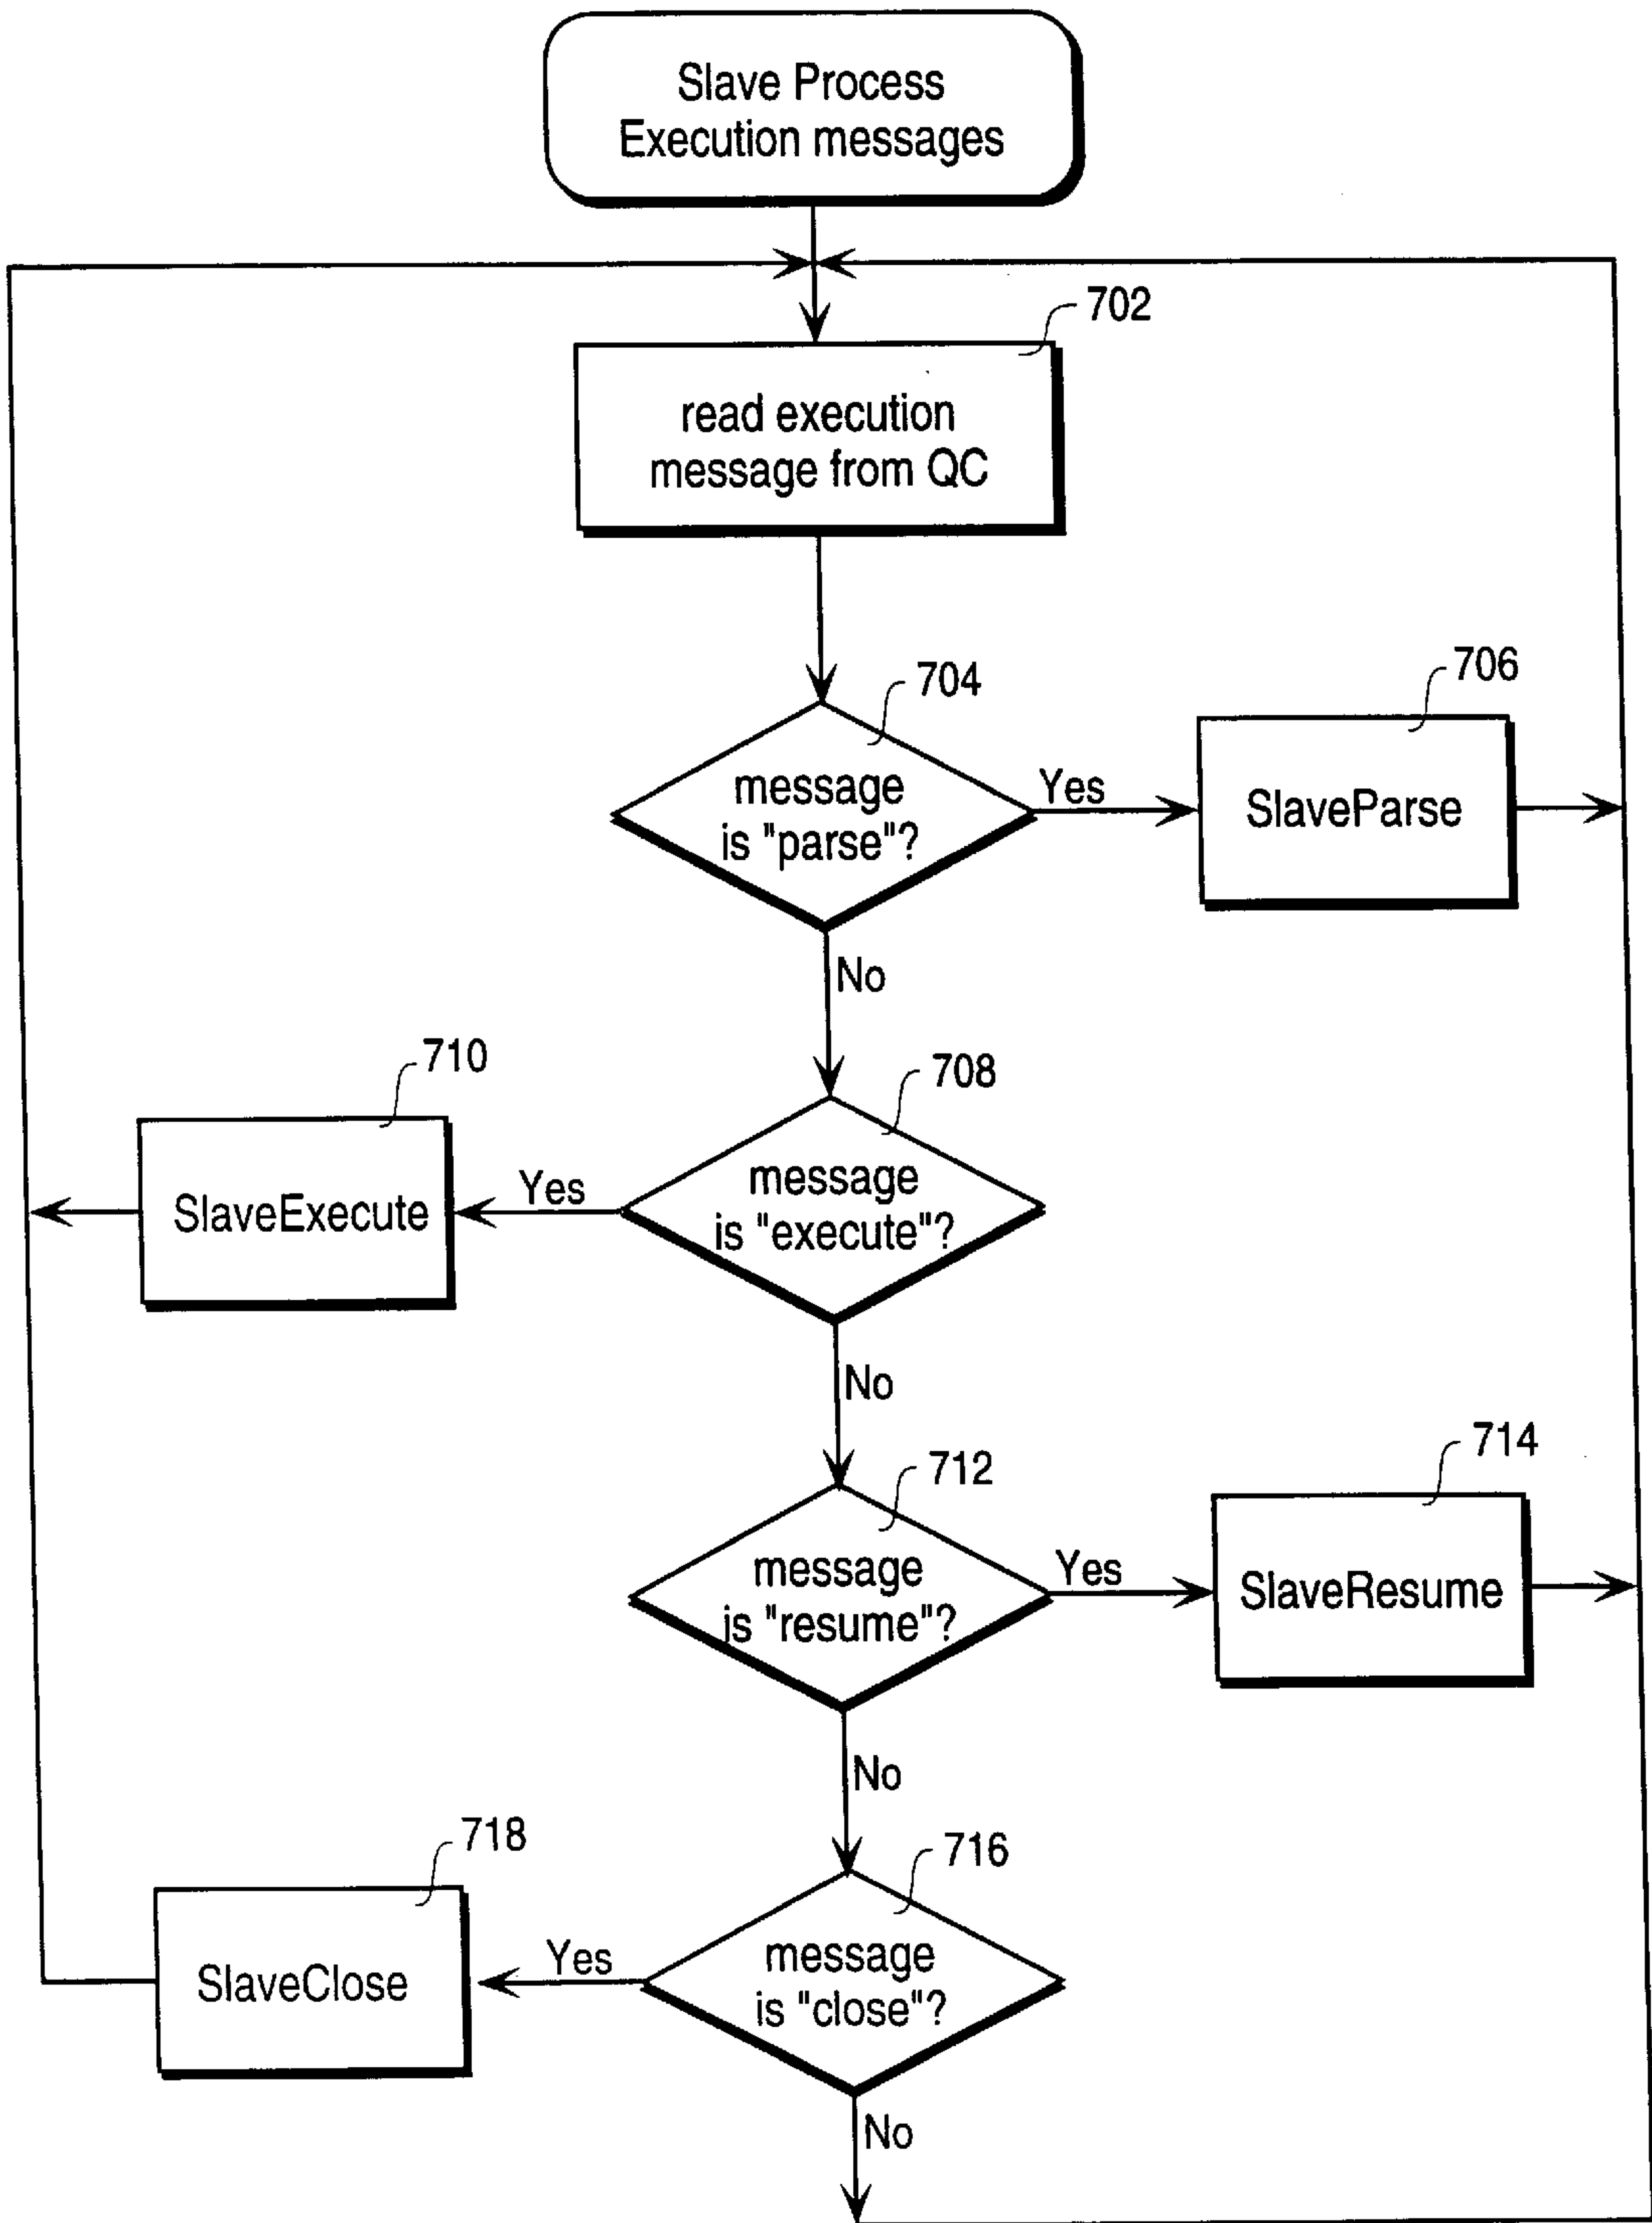 Slave Process
Execution messages
702
read execution
message from QC
704
message
is "parse"?
Yes
706
SlaveParse
No
708
message
is "execute"?
Yes
710
SlaveExecute
No
712
message
is "resume"?
Yes
714
SlaveResume
No
716
message
is "close"?
Yes
718
SlaveClose
No